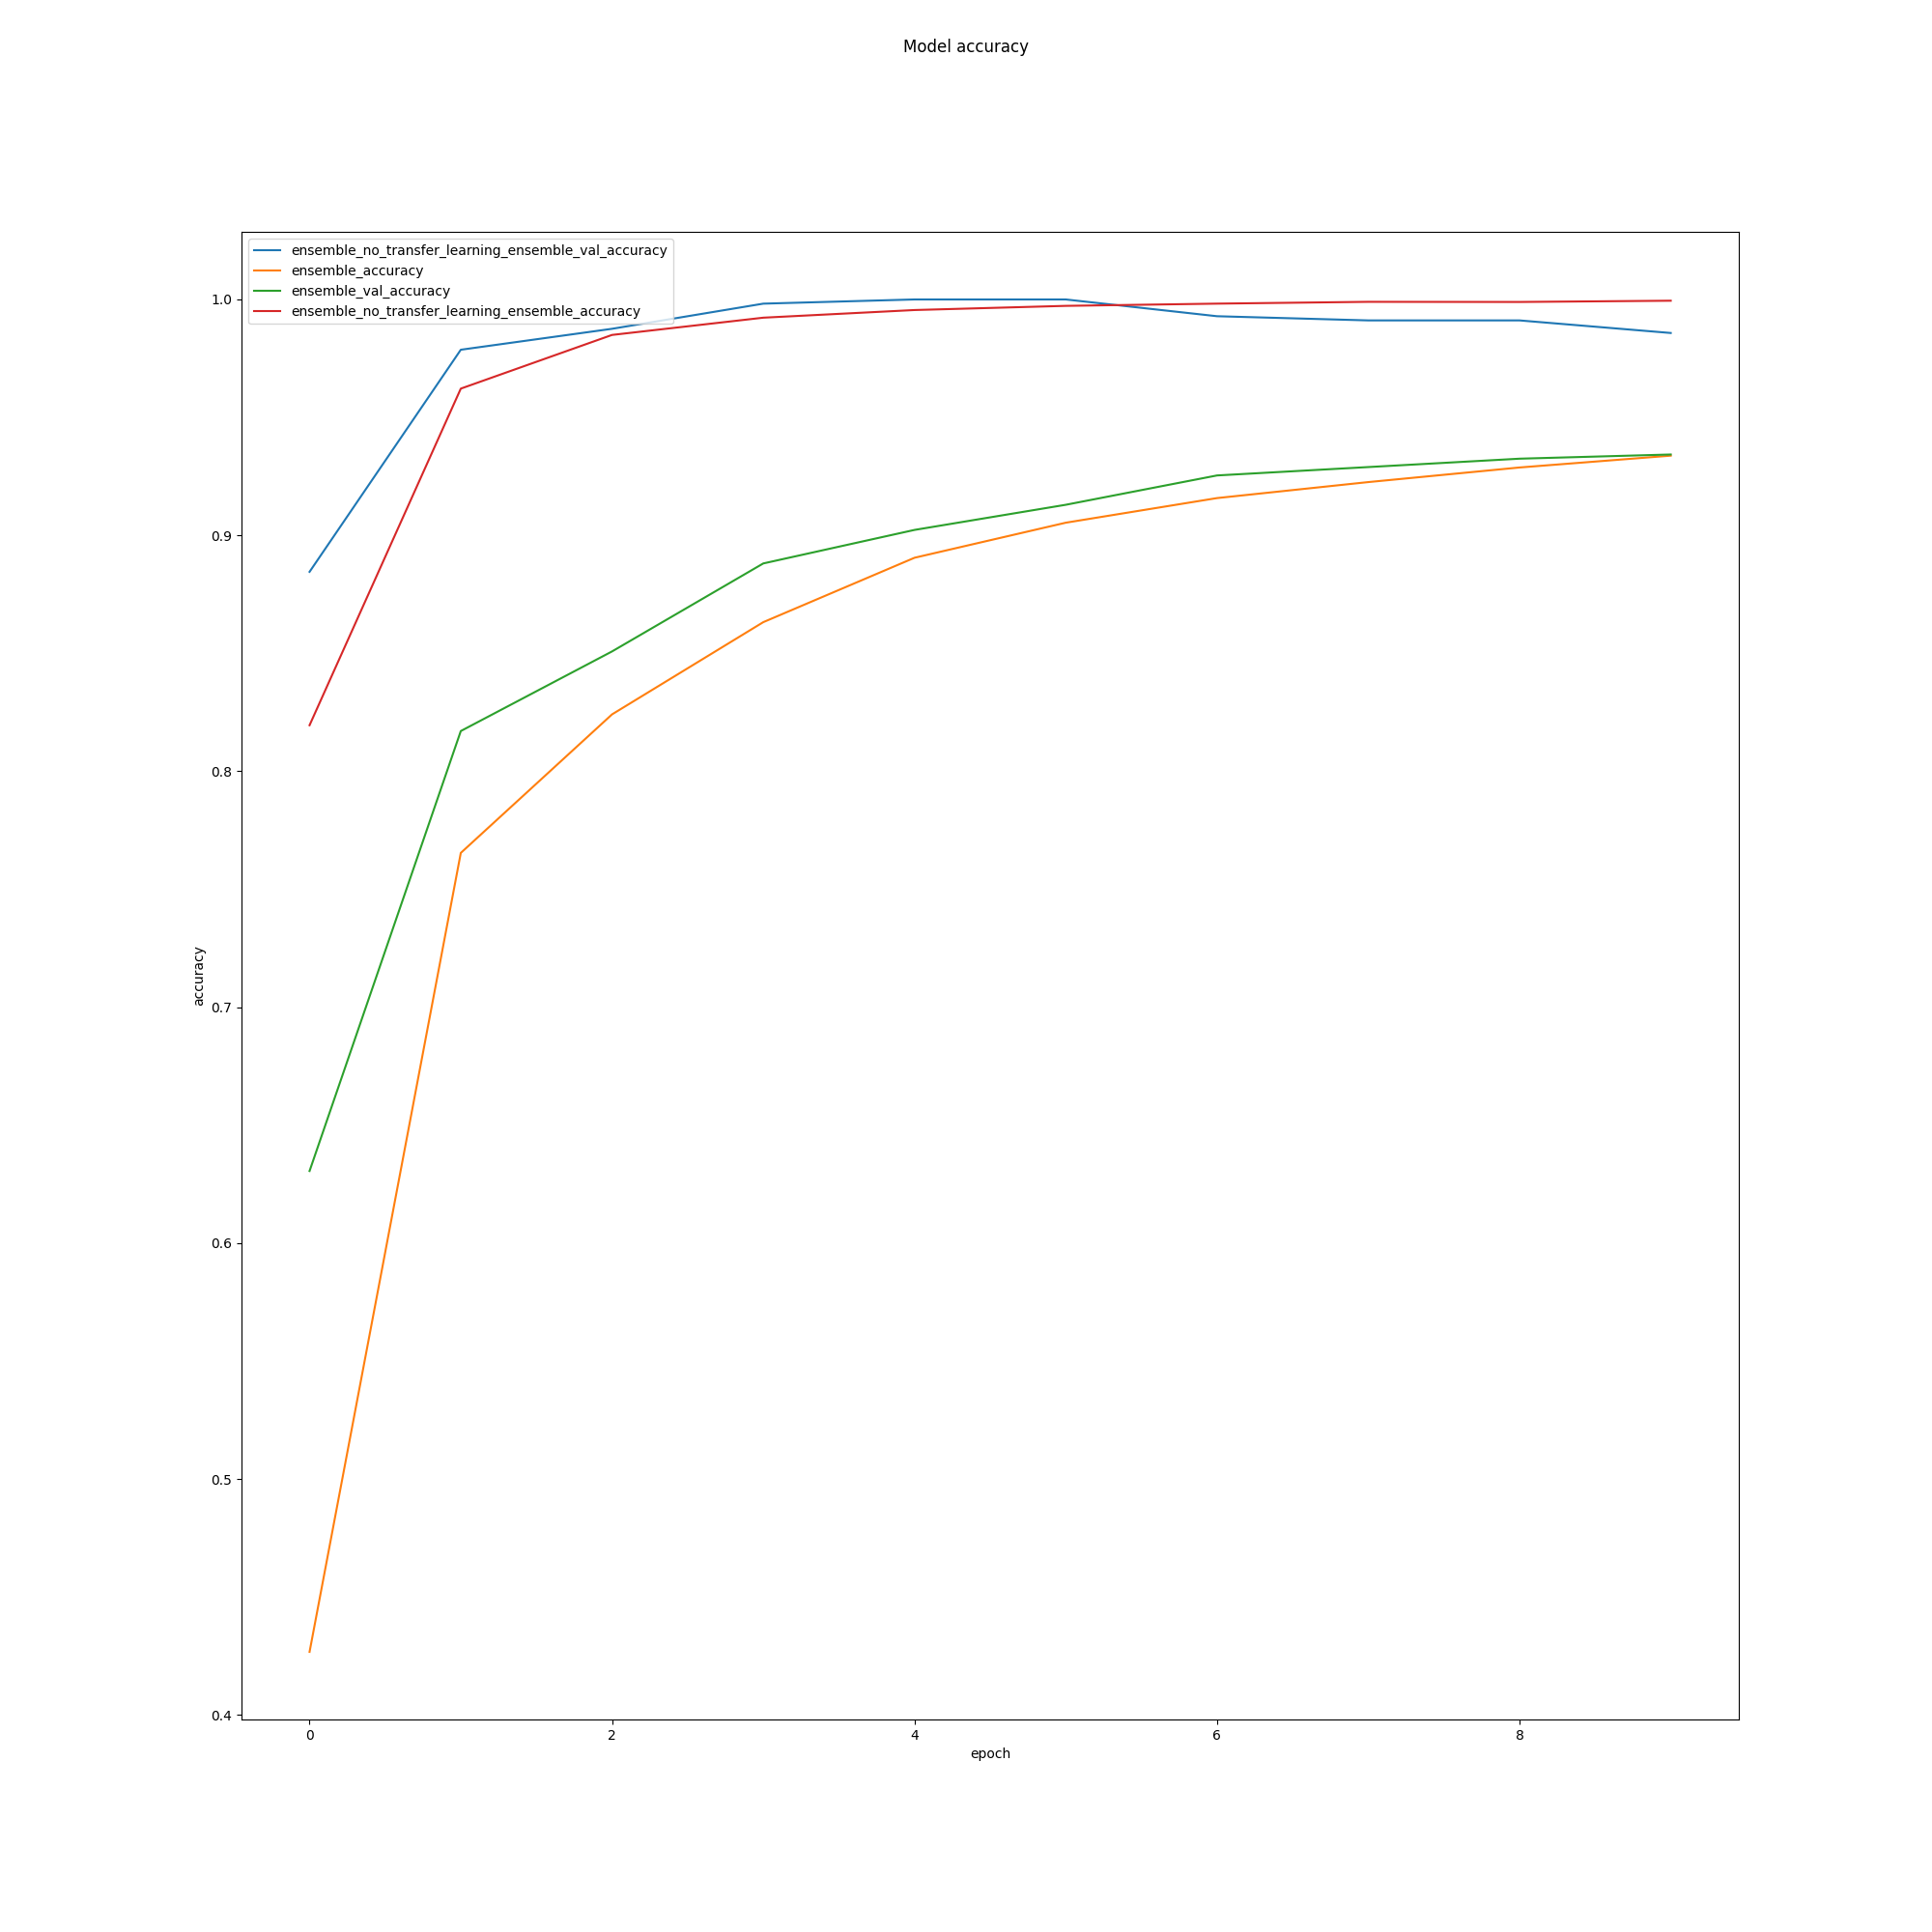 Model accuracy
ensemble_no_transfer_learning_ensemble_val_accuracy
ensemble_accuracy
ensemble_val_accuracy
ensemble_no_transfer_learning_ensemble_accuracy
1.0
0.9
0.8
0.7
0.6
0.5
0.4
accuracy
0 2 4 6 8
epoch